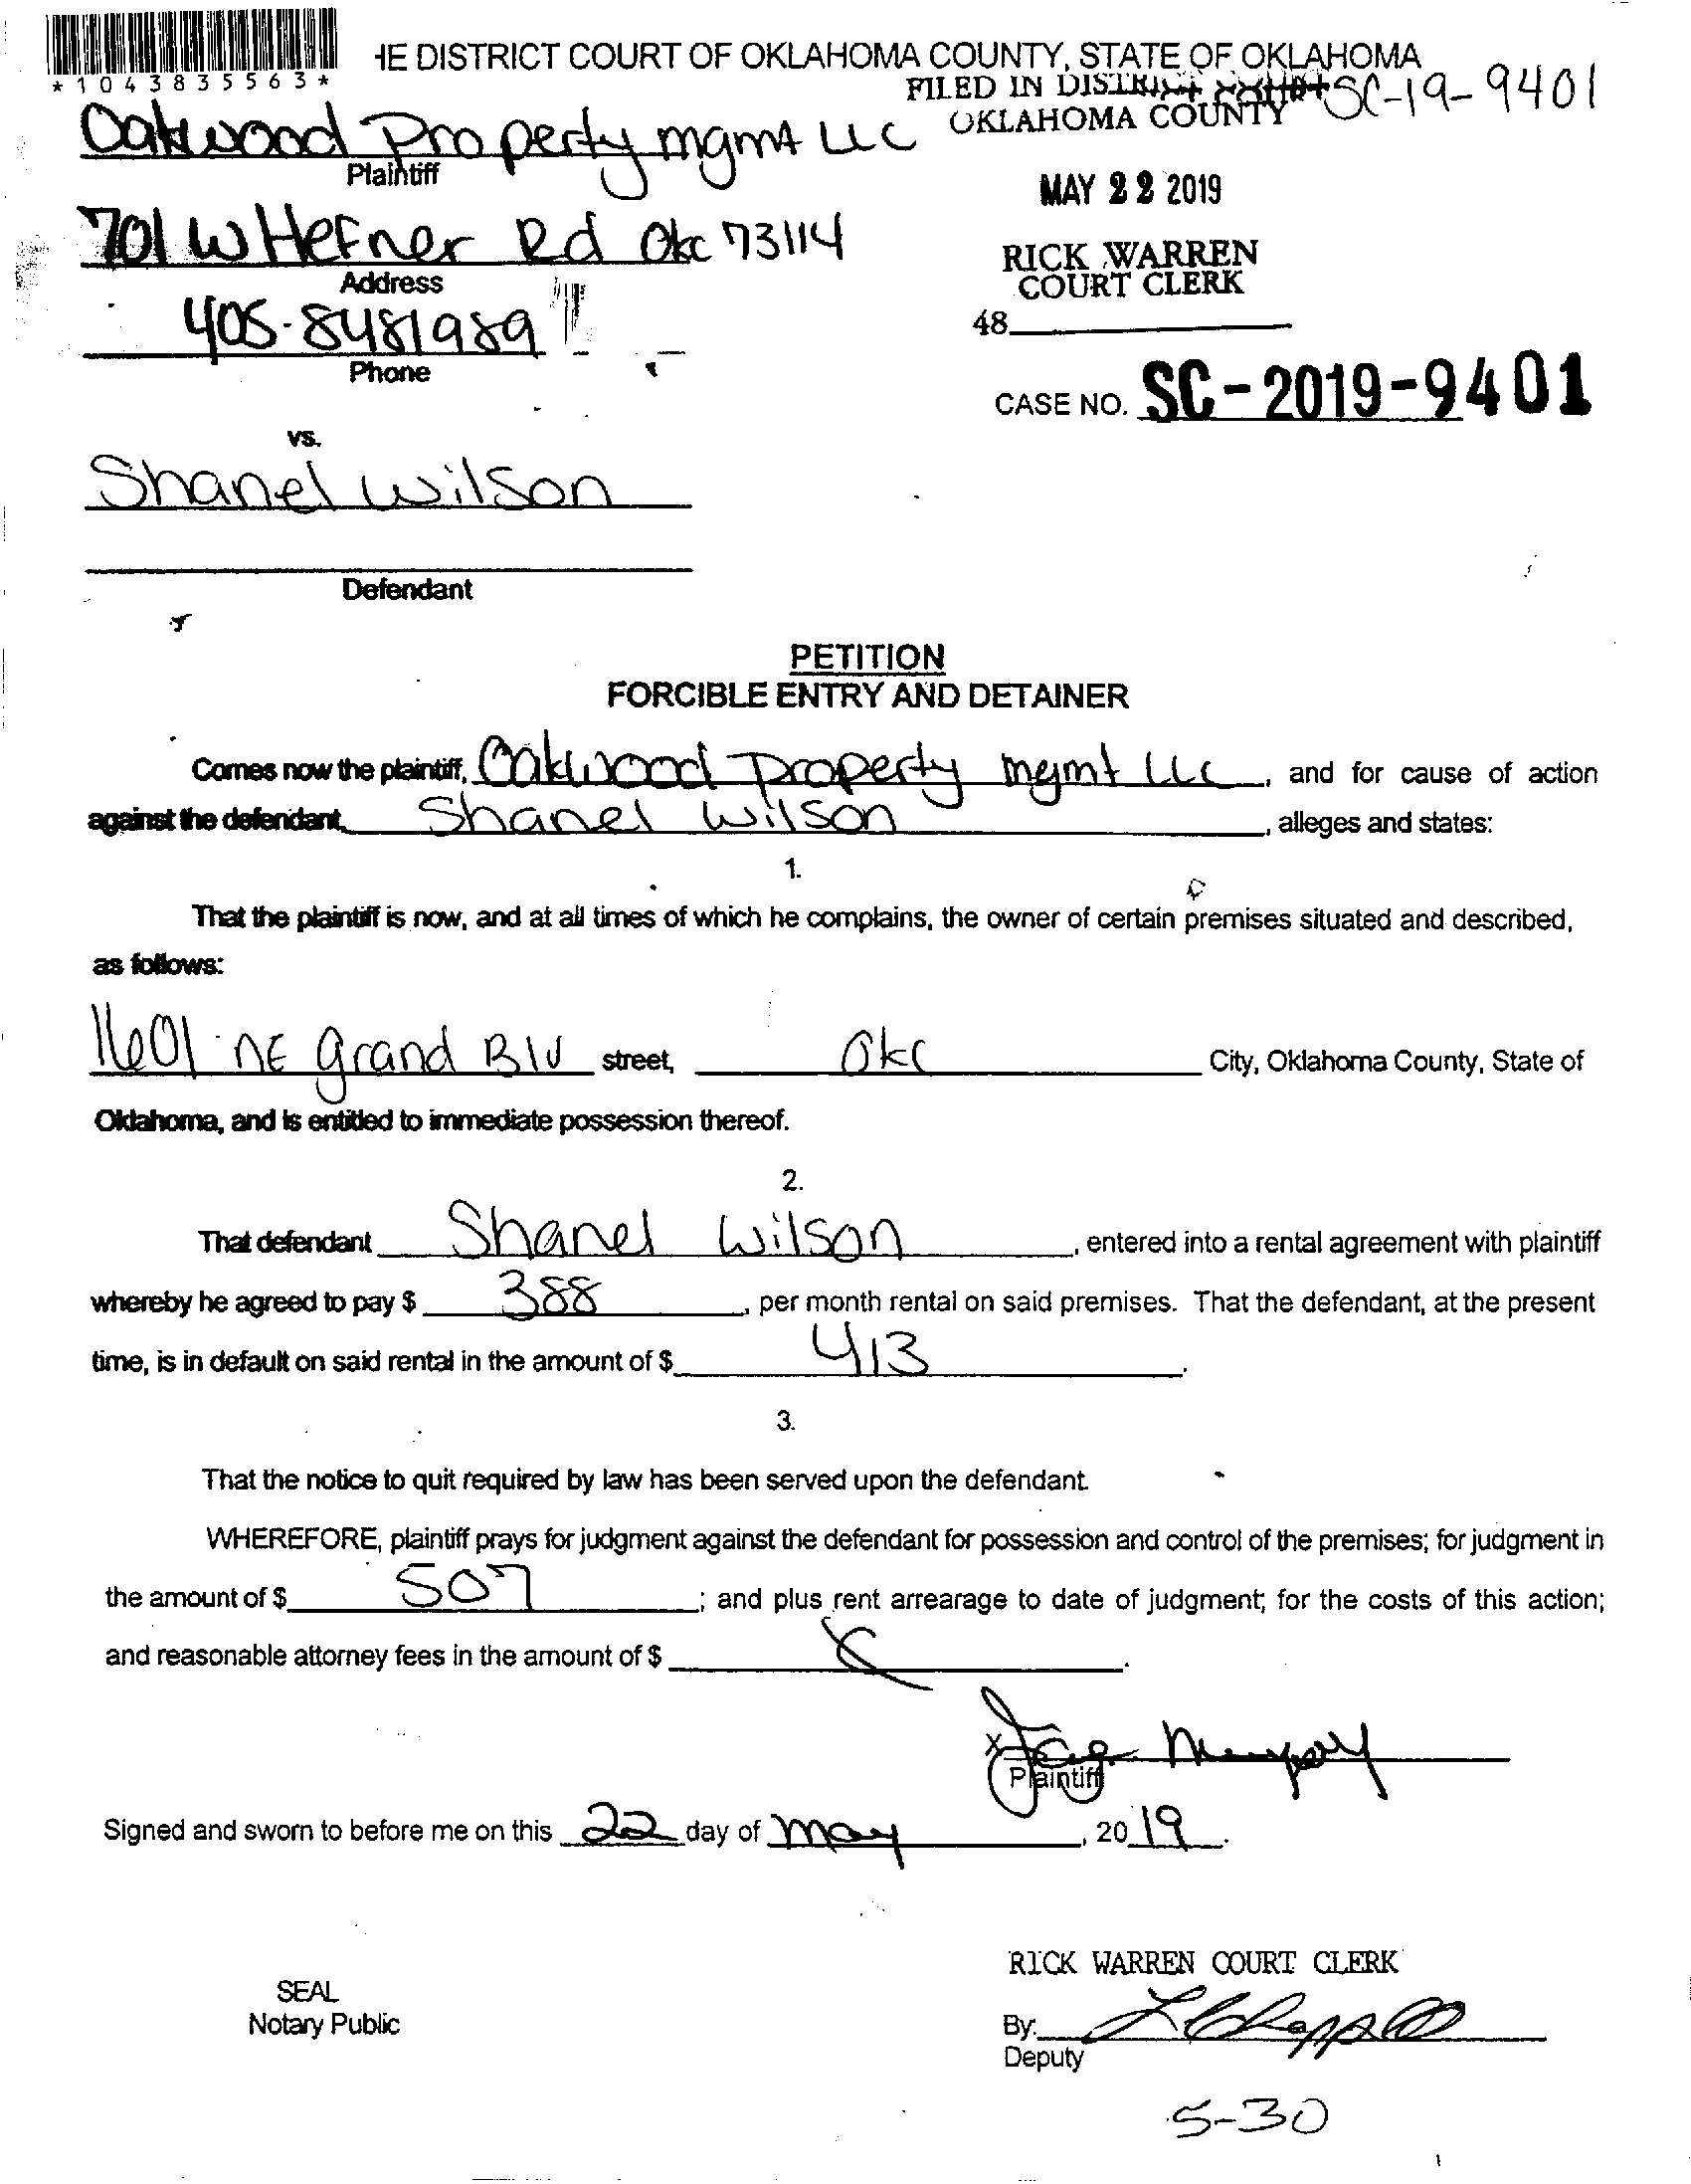 *1043835563*
HE DISTRICT COURT OF OKLAHOMA COUNTY, STATE OF OKLAHOMA
FILED IN DISTRICT COURT SC-19-9401
OKLAHOMA COUNTY
Oakwood Property mgmt LLC
Plaintiff
MAY 22 2019
701 W Hefner Rd Okc 73114
Address
RICK WARREN
COURT CLERK
405-8481989
Phone
48
CASE NO. SC-2019-9401
vs.
Shanel Wilson
Defendant
PETITION
FORCIBLE ENTRY AND DETAINER
Comes now the plaintiff, Oakwood Property mgmt LLC, and for cause of action
against the defendant, Shanel Wilson, alleges and states:
1.
That the plaintiff is now, and at all times of which he complains, the owner of certain premises situated and described,
as follows:
1601 NE Grand Blv street, Okc City, Oklahoma County, State of
Oklahoma, and is entitled to immediate possession thereof.
2.
That defendant Shanel Wilson, entered into a rental agreement with plaintiff
whereby he agreed to pay $ 388, per month rental on said premises. That the defendant, at the present
time, is in default on said rental in the amount of $ 413.
3.
That the notice to quit required by law has been served upon the defendant.
WHEREFORE, plaintiff prays for judgment against the defendant for possession and control of the premises; for judgment in
the amount of $ 507; and plus rent arrearage to date of judgment; for the costs of this action;
and reasonable attorney fees in the amount of $.
X
Plaintiff
Signed and sworn to before me on this 22 day of May, 2019.
RICK WARREN COURT CLERK
SEAL
Notary Public
By:
Deputy
5-30